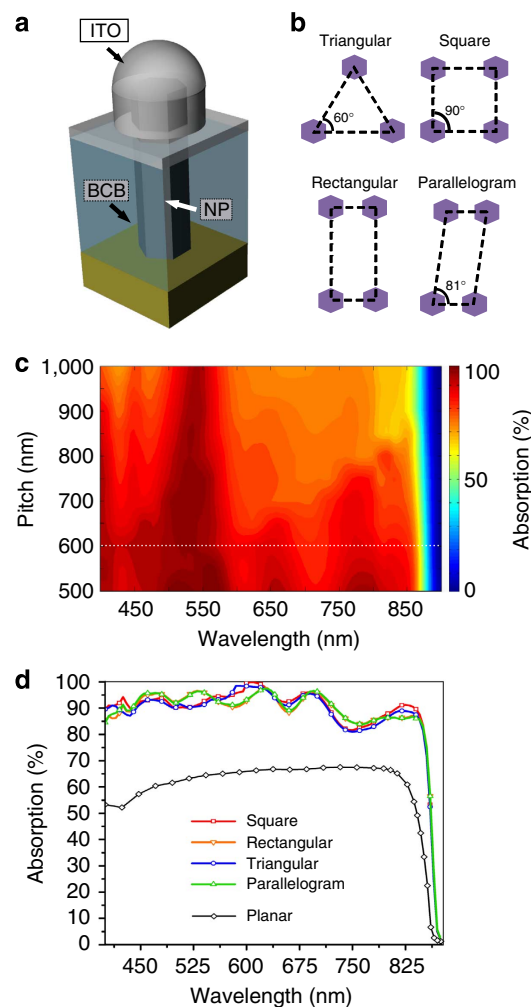 a
ITO
BCB
NP
b
Triangular
Square
60°
90°
Rectangular
Parallelogram
81°
c
1,000
900
800
700
600
500
Pitch (nm)
450
550
650
750
850
Wavelength (nm)
100
50
0
Absorption (%)
d
100
90
80
70
60
50
40
30
20
10
0
Absorption (%)
Square
Rectangular
Triangular
Parallelogram
Planar
450
525
600
675
750
825
Wavelength (nm)